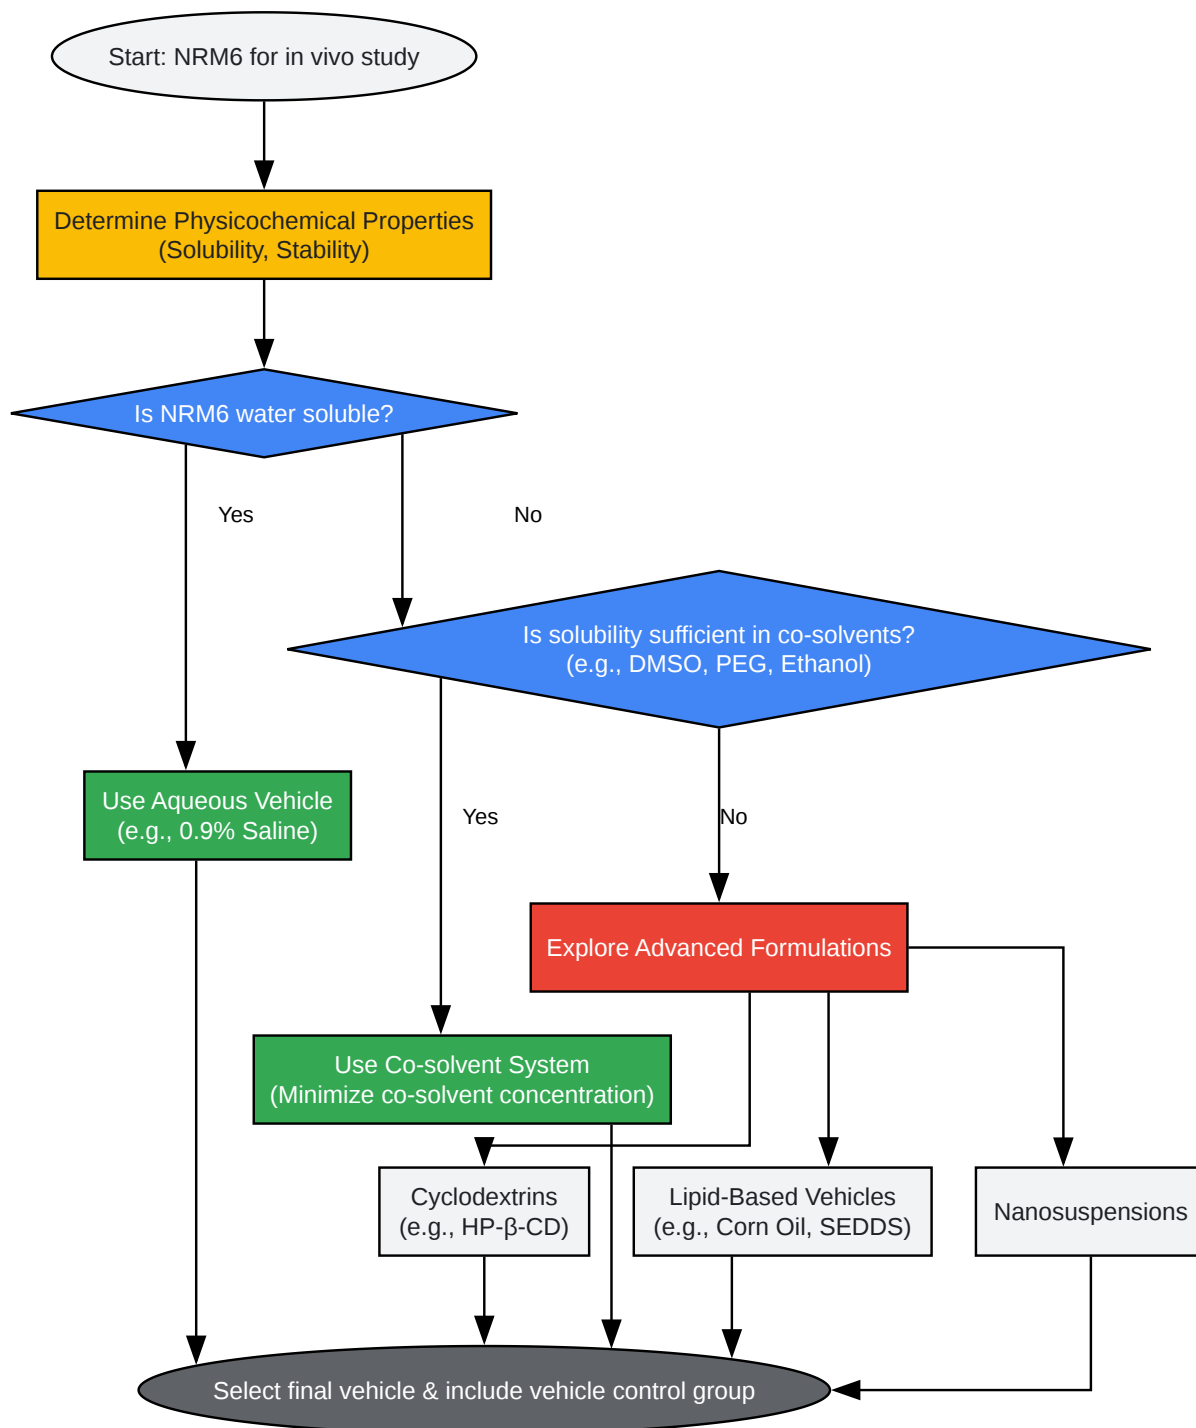 Start: NRM6 for in vivo study
Determine Physicochemical Properties
(Solubility, Stability)
Is NRM6 water soluble?
Yes
No
Is solubility sufficient in co-solvents?
(e.g., DMSO, PEG, Ethanol)
Use Aqueous Vehicle
(e.g., 0.9% Saline)
Yes
No
Explore Advanced Formulations
Use Co-solvent System
(Minimize co-solvent concentration)
Cyclodextrins
(e.g., HP-β-CD)
Lipid-Based Vehicles
(e.g., Corn Oil, SEDDS)
Nanosuspensions
Select final vehicle & include vehicle control group